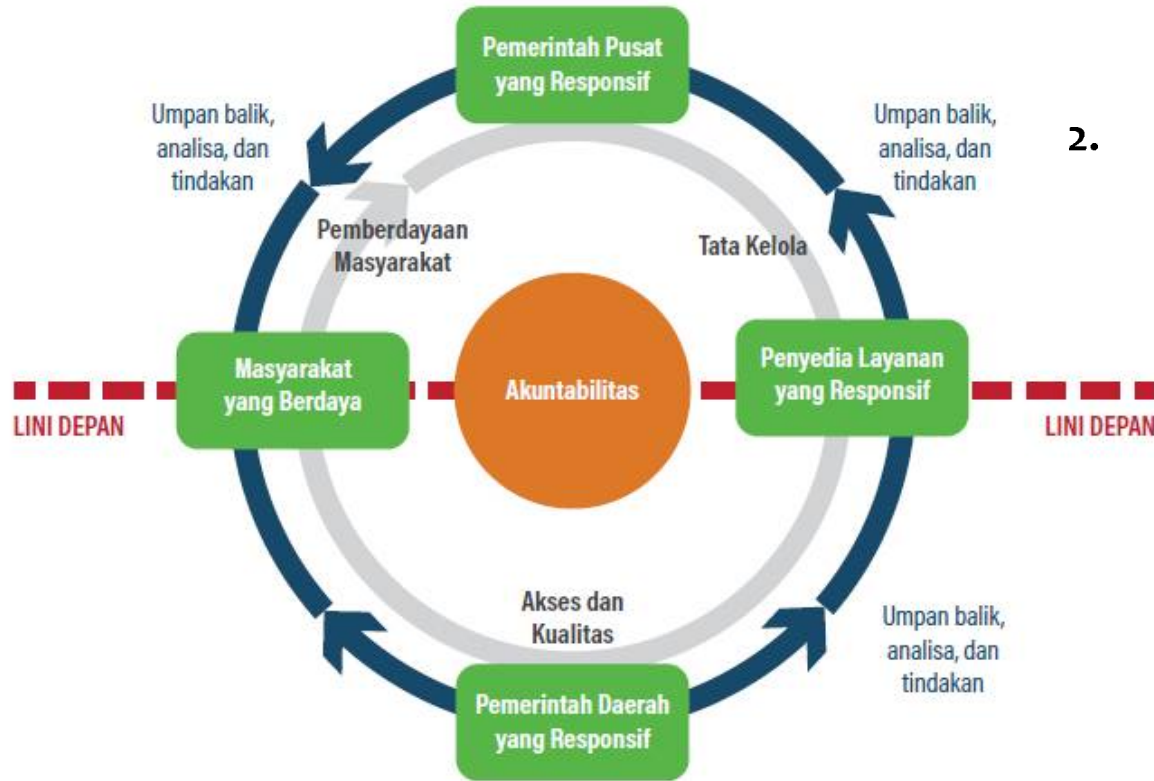 Pemerintah Pusat
yang Responsif
Umpan balik,
analisa, dan
tindakan
Umpan balik,
analisa, dan
tindakan
2.
Pemberdayaan
Masyarakat
Tata Kelola
Masyarakat
yang Berdaya
Akuntabilitas
Penyedia Layanan
yang Responsif
LINI DEPAN
LINI DEPAN
Akses dan
Kualitas
Umpan balik,
analisa, dan
tindakan
Pemerintah Daerah
yang Responsif